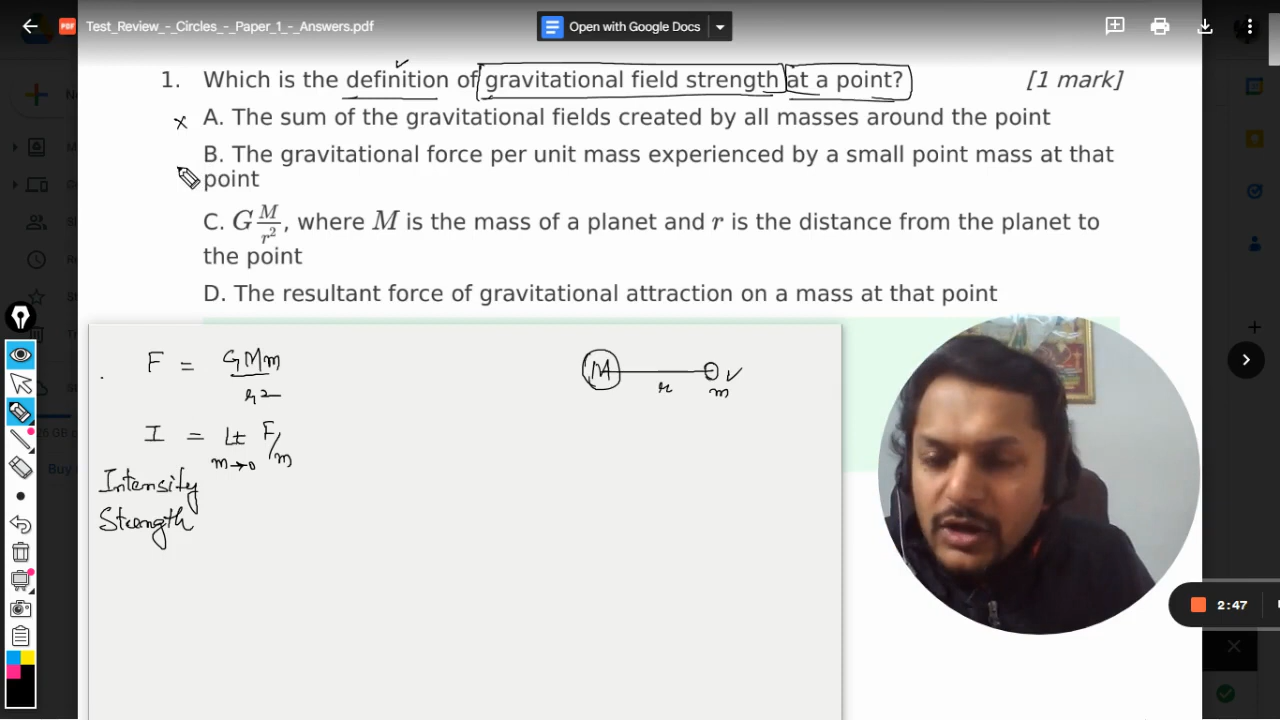 PDF Test_Review_-_Circles_-_Paper_1_-_Answers.pdf
Open with Google Docs
1. Which is the definition of gravitational field strength at a point? [1 mark]
x A. The sum of the gravitational fields created by all masses around the point
B. The gravitational force per unit mass experienced by a small point mass at that
point
C. G M/r², where M is the mass of a planet and r is the distance from the planet to
the point
D. The resultant force of gravitational attraction on a mass at that point
F = GMm/r²
M r m
I = Lt m→0 F/m
Intensity
Strength
2:47